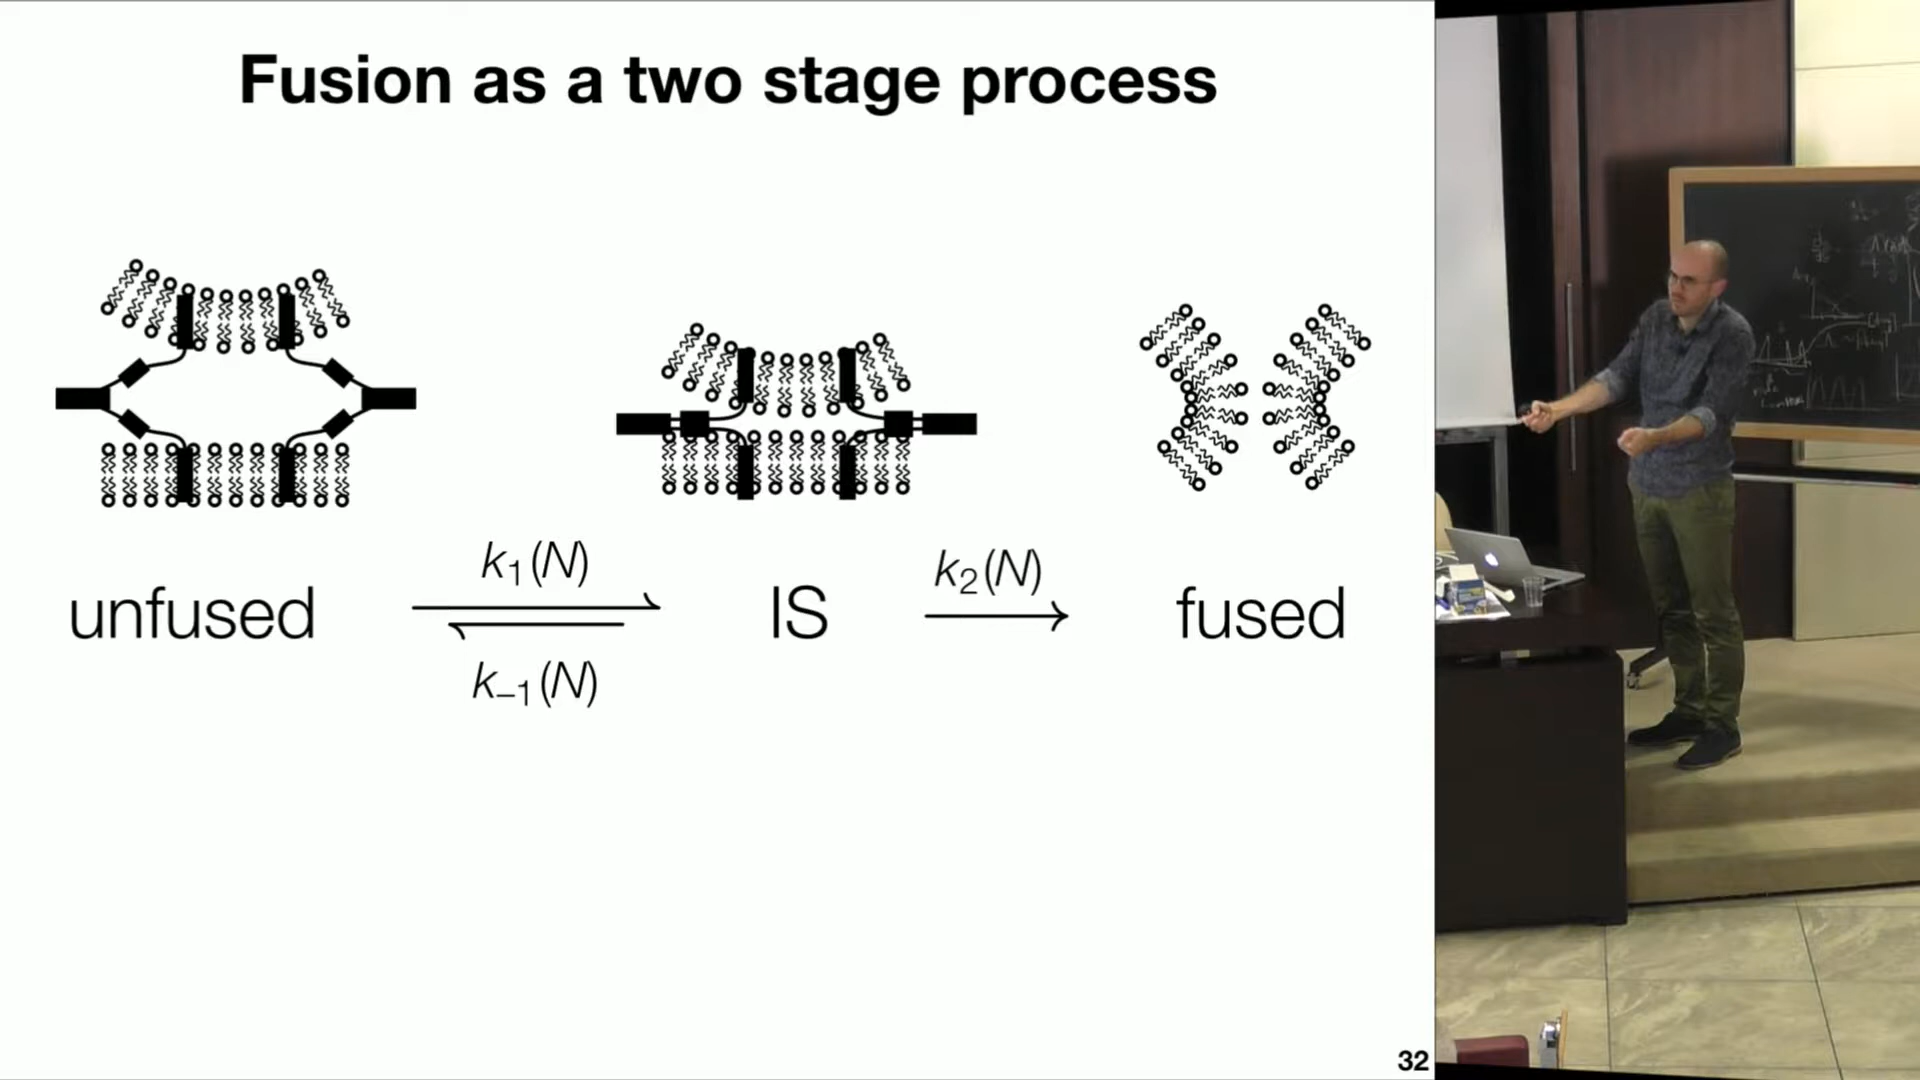 Fusion as a two stage process
k₁(N)
k₂(N)
unfused
IS
fused
k₋₁(N)
32